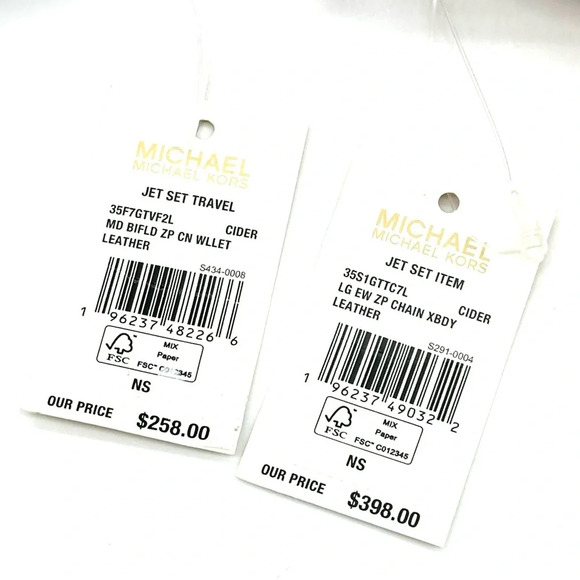 MICHAEL
MICHAEL KORS
JET SET TRAVEL
35F7GTVF2L CIDER
MD BIFLD ZP CN WLLET
LEATHER
S434-0008
1 96237 48226 6
FSC
MIX
Paper
FSC™ C012345
NS
OUR PRICE $258.00
MICHAEL
MICHAEL KORS
JET SET ITEM
35S1GTTC7L CIDER
LG EW ZP CHAIN XBDY
LEATHER
S291-0004
1 96237 49032 2
FSC
MIX
Paper
FSC™ C012345
NS
OUR PRICE $398.00